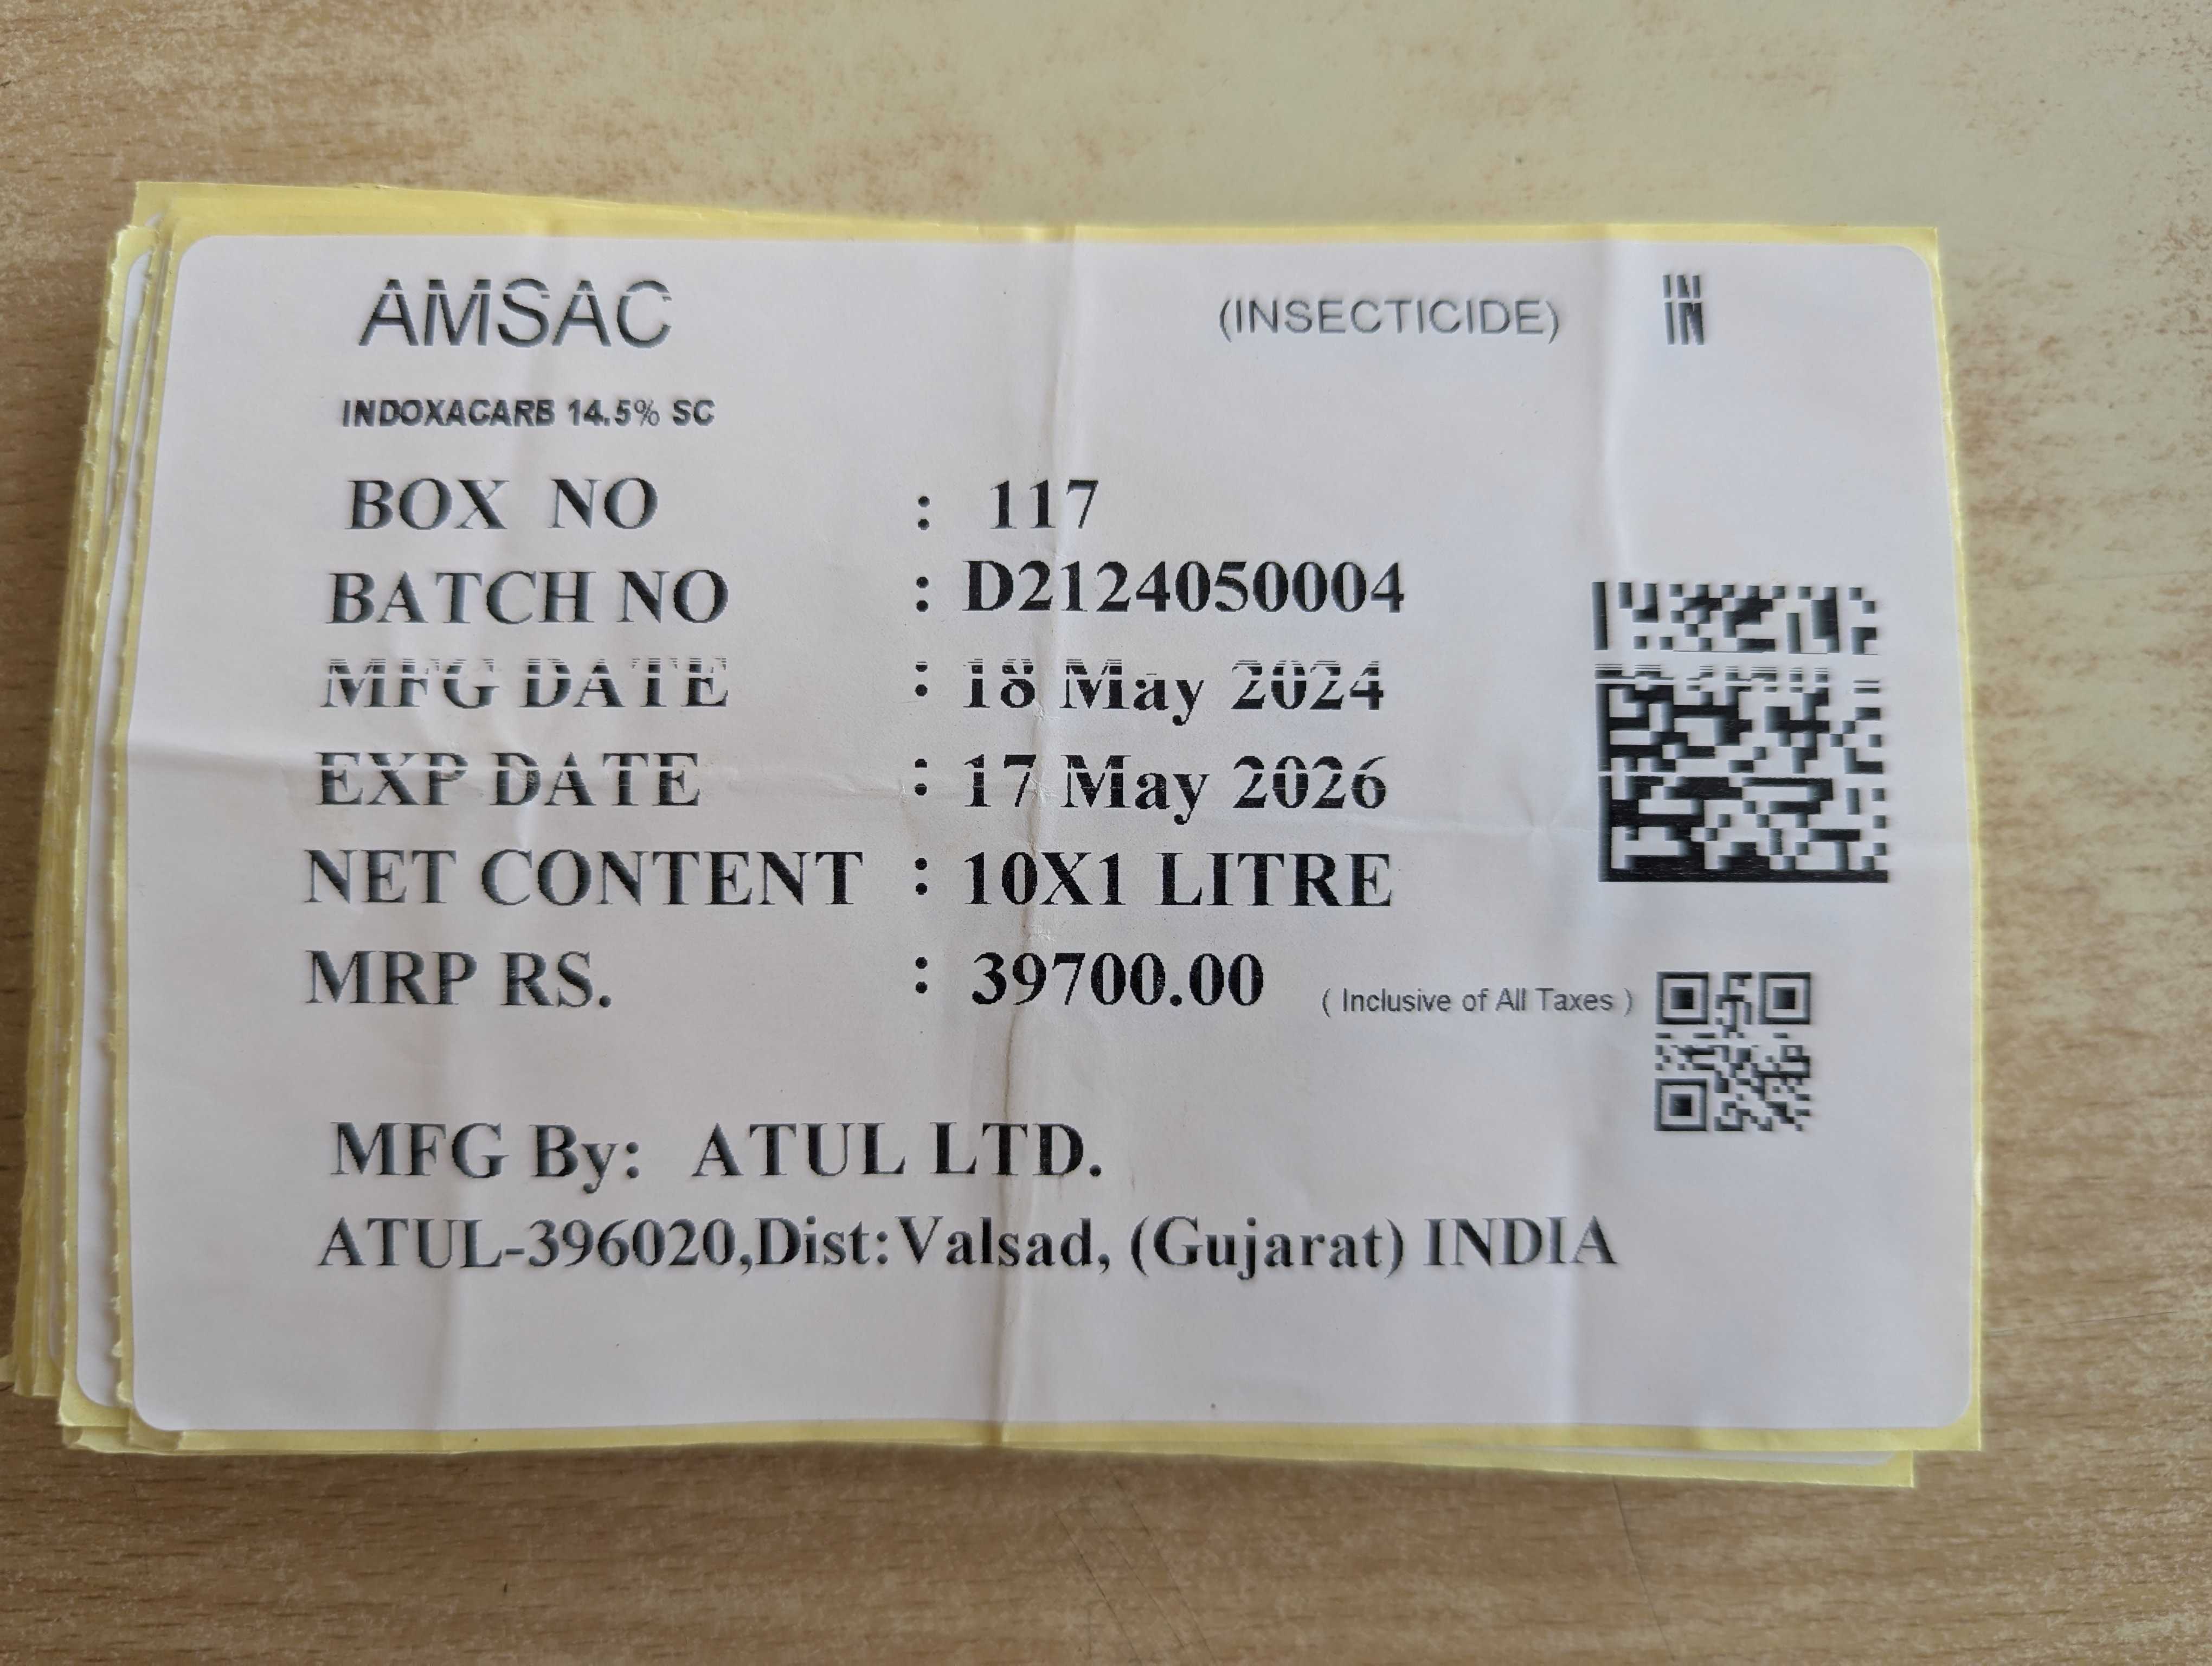 AMSAC (INSECTICIDE) IN
IN
INDOXACARB 14.5% SC
BOX NO : 117
BATCH NO : D2124050004
MFG DATE : 18 May 2024
EXP DATE : 17 May 2026
NET CONTENT : 10X1 LITRE
MRP RS. : 39700.00 ( Inclusive of All Taxes )
MFG By: ATUL LTD.
ATUL-396020,Dist:Valsad, (Gujarat) INDIA